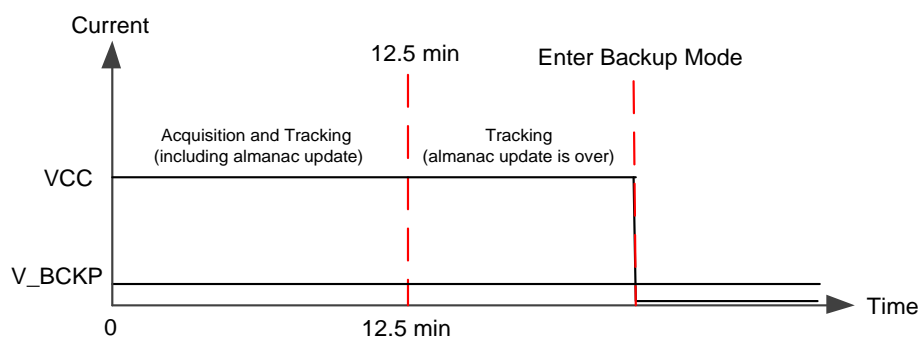 Current
12.5 min
Enter Backup Mode
Acquisition and Tracking
(including almanac update)
Tracking
(almanac update is over)
VCC
V_BCKP
Time
0
12.5 min